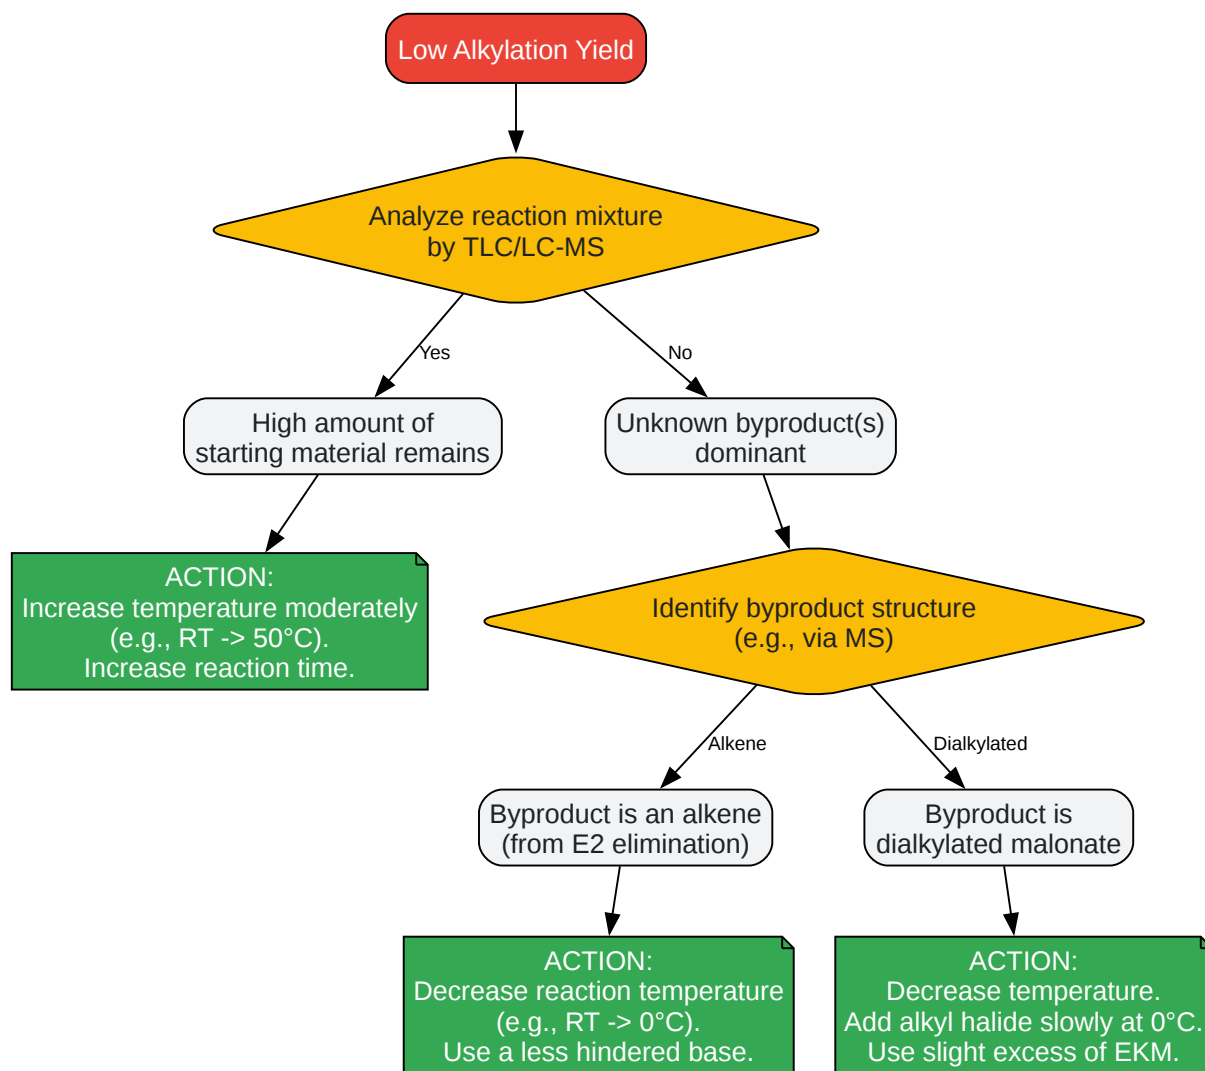 Low Alkylation Yield
Analyze reaction mixture
by TLC/LC-MS
Yes
No
High amount of
starting material remains
Unknown byproduct(s)
dominant
ACTION:
Increase temperature moderately
(e.g., RT -> 50°C).
Increase reaction time.
Identify byproduct structure
(e.g., via MS)
Alkene
Dialkylated
Byproduct is an alkene
(from E2 elimination)
Byproduct is
dialkylated malonate
ACTION:
Decrease reaction temperature
(e.g., RT -> 0°C).
Use a less hindered base.
ACTION:
Decrease temperature.
Add alkyl halide slowly at 0°C.
Use slight excess of EKM.